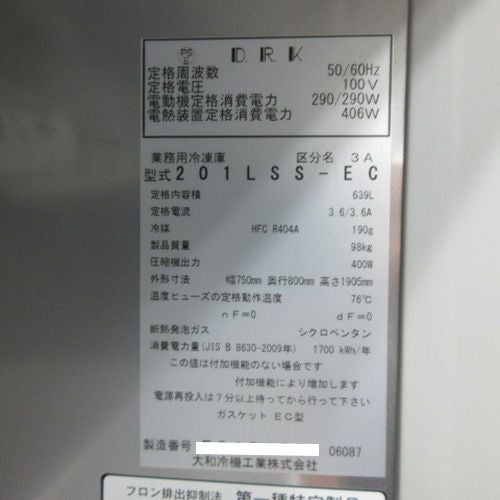 PS
E
D.R.K
定格周波数 50/60Hz
定格電圧 100V
電動機定格消費電力 290/290W
電熱装置定格消費電力 406W
業務用冷凍庫 区分名 3A
型式 201LSS-EC
定格内容積 639L
定格電流 3.6/3.6A
冷媒 HFC R404A 190g
製品質量 98kg
圧縮機出力 400W
外形寸法 幅750mm 奥行800mm 高さ1905mm
温度ヒューズの定格動作温度 76℃
nF=0 dF=0
断熱発泡ガス シクロペンタン
消費電力量(JIS B 8630-2009年) 1700 kWh/年
この値は付加機能のない場合です
付加機能により増加します
電源再投入は7分以上待ってから行って下さい
ガスケット EC型
製造番号 06087
大和冷機工業株式会社
フロン排出抑制法 第一種特定製品